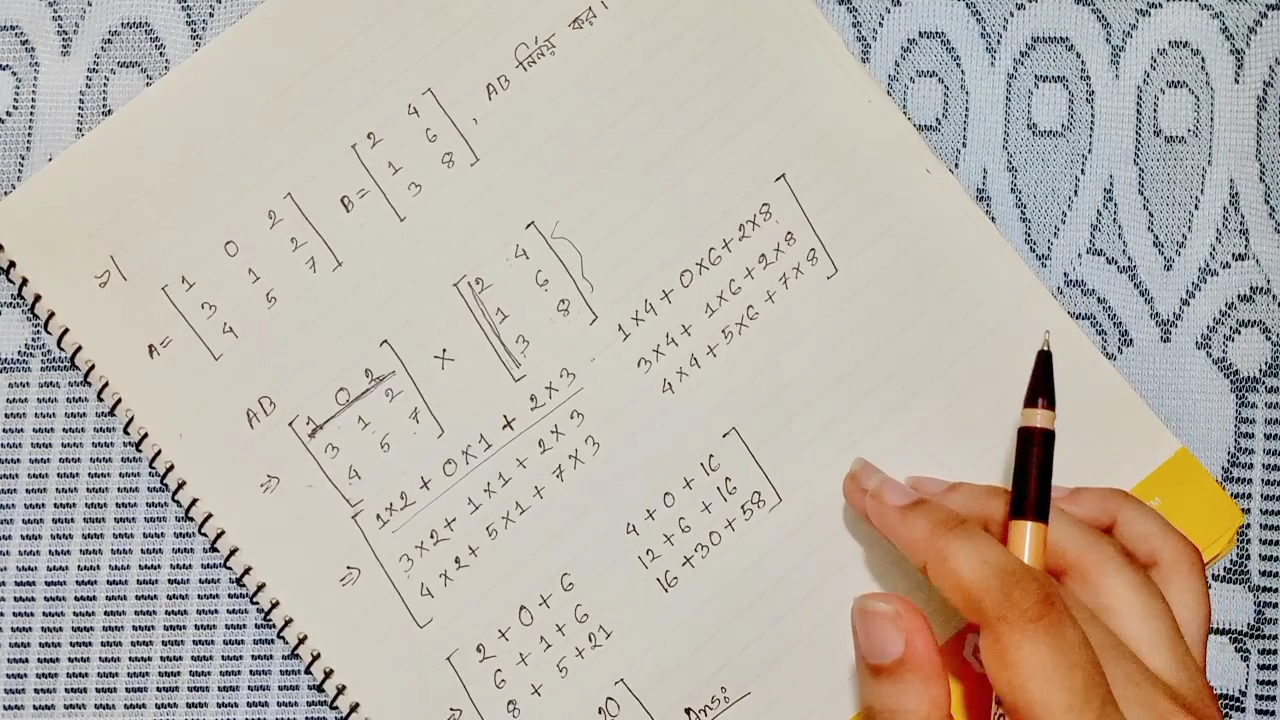 ২)
A = [ 1 0 2
3 1 2
4 5 7 ]
B = [ 2 4
1 6
3 8 ] , AB নির্ণয় কর।
AB
⇒ [ 1 0 2
3 1 2
4 5 7 ] × [ 2 4
1 6
3 8 ]
⇒ [ 1×2 + 0×1 + 2×3 1×4 + 0×6 + 2×8
3×2 + 1×1 + 2×3 3×4 + 1×6 + 2×8
4×2 + 5×1 + 7×3 4×4 + 5×6 + 7×8 ]
⇒ [ 2 + 0 + 6 4 + 0 + 16
6 + 1 + 6 12 + 6 + 16
8 + 5 + 21 16 + 30 + 58 ]
20 ]
Ans: